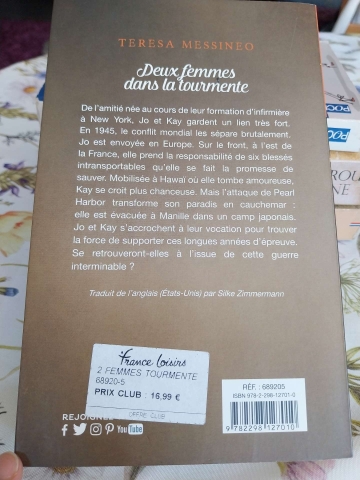 TERESA MESSINEO
Deux femmes
dans la tourmente
De l'amitié née au cours de leur formation d'infirmière
à New York, Jo et Kay gardent un lien très fort.
En 1945, le conflit mondial les sépare brutalement.
Jo est envoyée en Europe. Sur le front, à l'est de
la France, elle prend la responsabilité de six blessés
intransportables qu'elle se fait la promesse de
sauver. Mobilisée à Hawaï où elle tombe amoureuse,
Kay se croit plus chanceuse. Mais l'attaque de Pearl
Harbor transforme son paradis en cauchemar :
elle est évacuée à Manille dans un camp japonais.
Jo et Kay s'accrochent à leur vocation pour trouver
la force de supporter ces longues années d'épreuve.
Se retrouveront-elles à l'issue de cette guerre
interminable ?
Traduit de l'anglais (États-Unis) par Silke Zimmermann
France loisirs
2 FEMMES TOURMENTE
68920-5
PRIX CLUB : 16,99 €
OFFRE CLUB
RÉF. : 689205
ISBN 978-2-298-12701-0
9 782298 127010
YouTube
POCKET